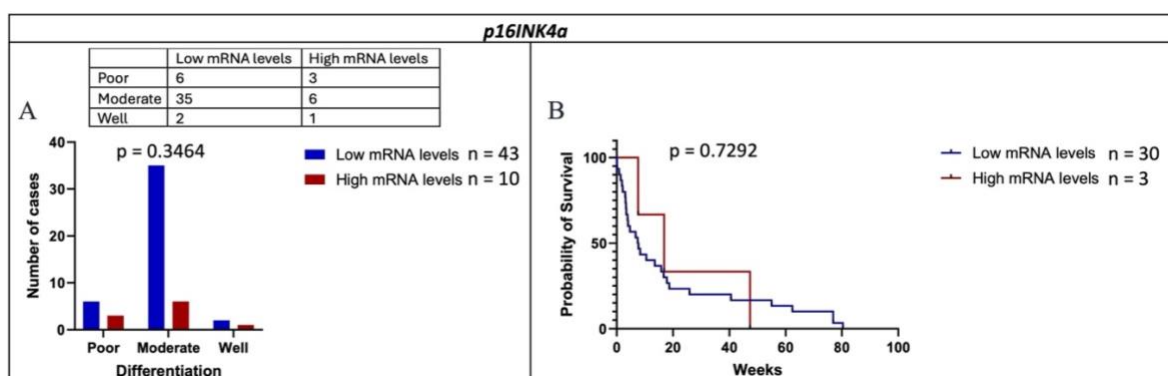 p16INK4a
Low mRNA levels High mRNA levels
Poor 6 3
Moderate 35 6
Well 2 1
A
p = 0.3464
Low mRNA levels n = 43
High mRNA levels n = 10
Number of cases
40
30
20
10
0
Poor Moderate Well
Differentiation
B
p = 0.7292
Low mRNA levels n = 30
High mRNA levels n = 3
Probability of Survival
100
50
0
0 20 40 60 80 100
Weeks